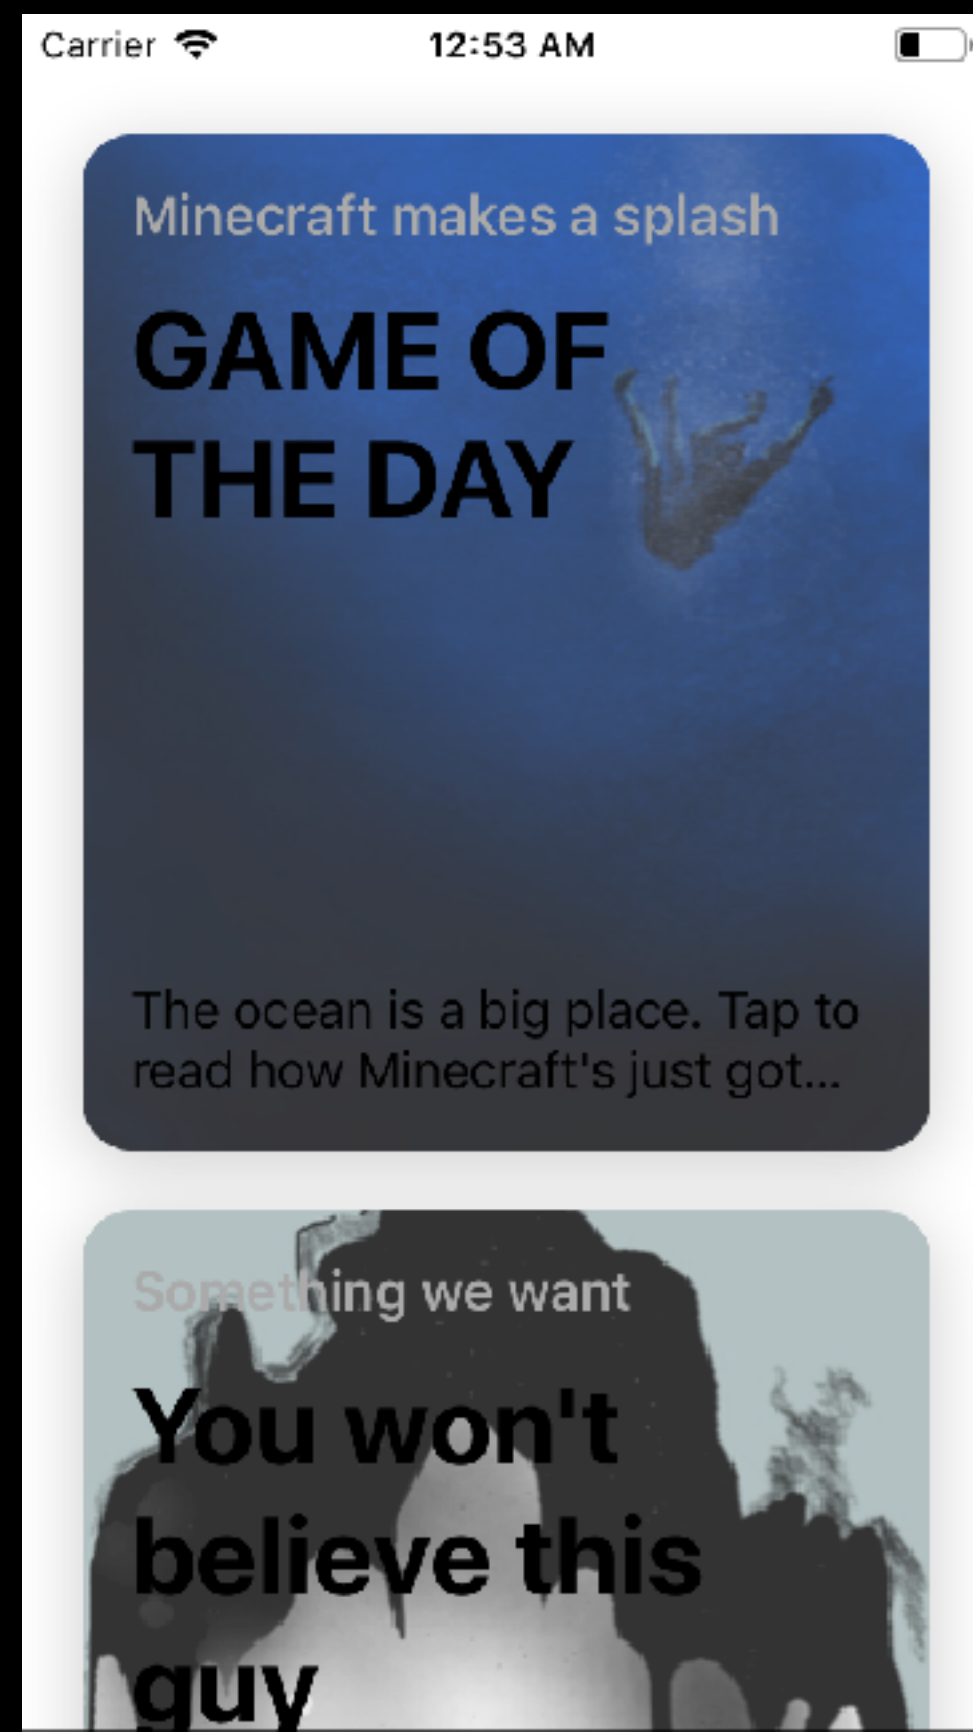 Carrier 12:53 AM
Minecraft makes a splash
GAME OF
THE DAY
The ocean is a big place. Tap to
read how Minecraft's just got...
Something we want
You won't
believe this
guy